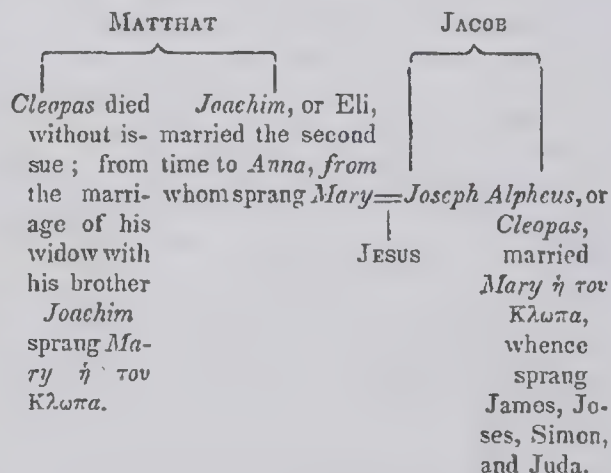 MATTHAT
JACOB
Cleopas died
without is-
sue; from
the marri-
age of his
widow with
his brother
Joachim
sprang Ma-
ry ἡ του
Κλωπα.
Joachim, or Eli,
married the second
time to Anna, from
whom sprang Mary=Joseph
JESUS
Alpheus, or
Cleopas,
married
Mary ἡ του
Κλωπα,
whence
sprang
James, Jo-
ses, Simon,
and Juda.